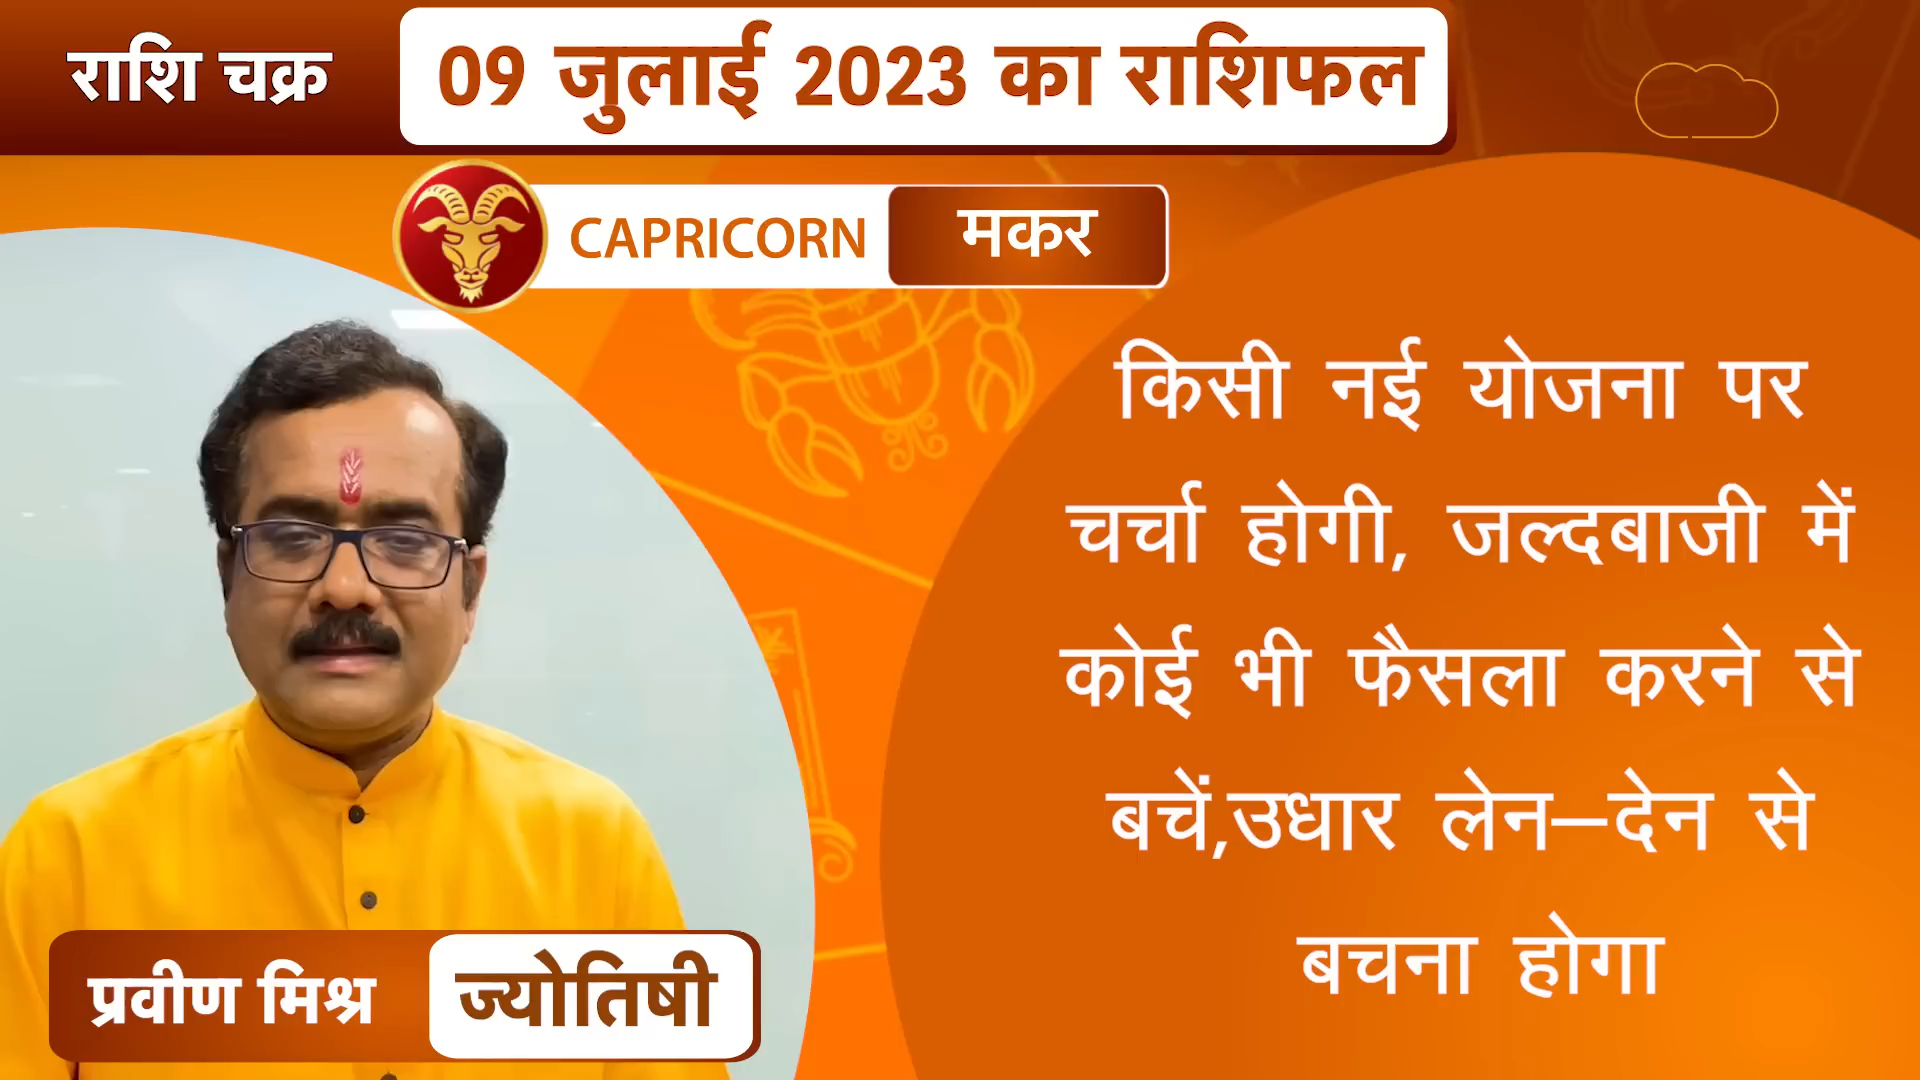 राशि चक्र
09 जुलाई 2023 का राशिफल
CAPRICORN
मकर
किसी नई योजना पर
चर्चा होगी, जल्दबाजी में
कोई भी फैसला करने से
बचें,उधार लेन–देन से
बचना होगा
प्रवीण मिश्र
ज्योतिषी